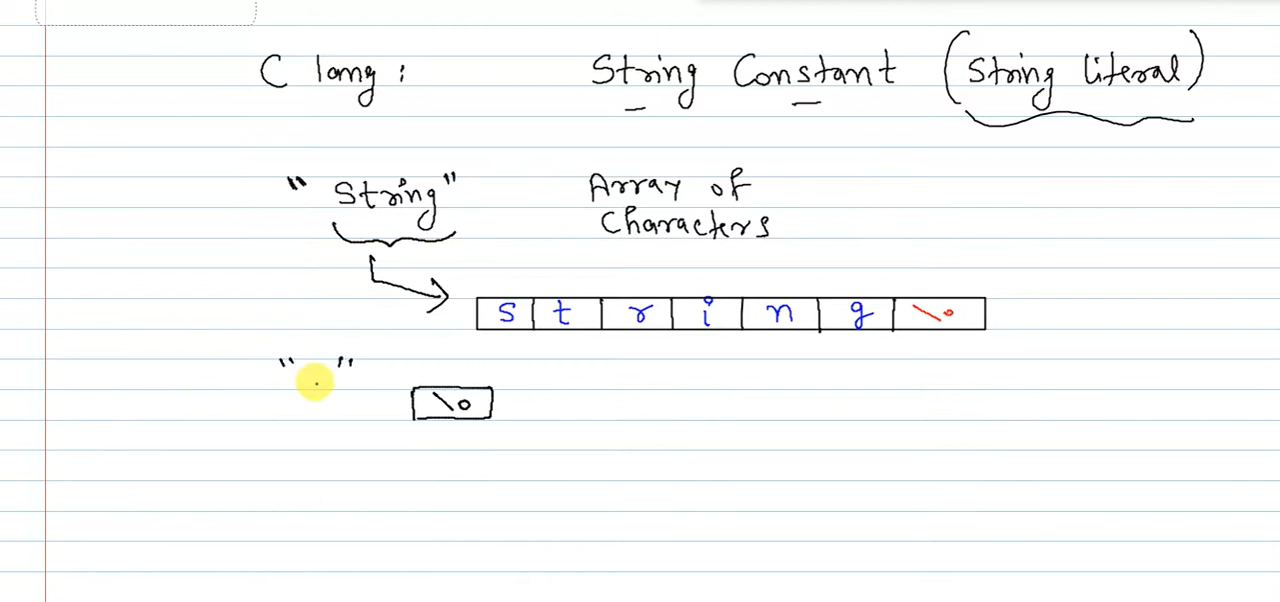 C lang : String Constant (String literal)
"String" Array of
Characters
s t r i n g \0
" "
\0